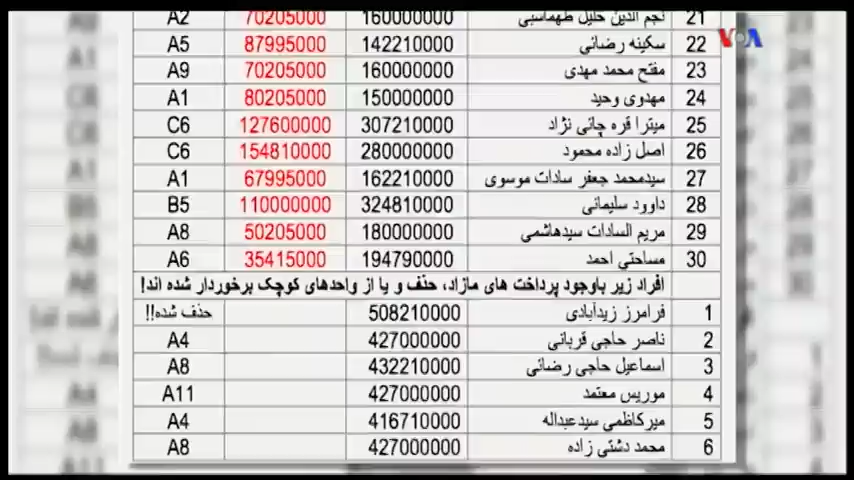 VOA
21 نجم الدین خلیل طهماسبی 160000000 70205000 A2
22 سکینه رضائی 142210000 87995000 A5
23 مفتح محمد مهدی 160000000 70205000 A9
24 مهدوی وحید 150000000 80205000 A1
25 میترا قره چائی نژاد 307210000 127600000 C6
26 اصل زاده محمود 280000000 154810000 C6
27 سیدمحمد جعفر سادات موسوی 162210000 67995000 A1
28 داوود سلیمانی 324810000 110000000 B5
29 مریم السادات سیدهاشمی 180000000 50205000 A8
30 مساحتی احمد 194790000 35415000 A6
افراد زیر باوجود پرداخت های مازاد، حذف و یا از واحدهای کوچک برخوردار شده اند!
1 فرامرز زیدآبادی 508210000 حذف شده!!
2 ناصر حاجی قربانی 427000000 A4
3 اسماعیل حاجی رضائی 432210000 A8
4 موریس معتمد 427000000 A11
5 میرکاظمی سیدعبداله 416710000 A4
6 محمد دشتی زاده 427000000 A8